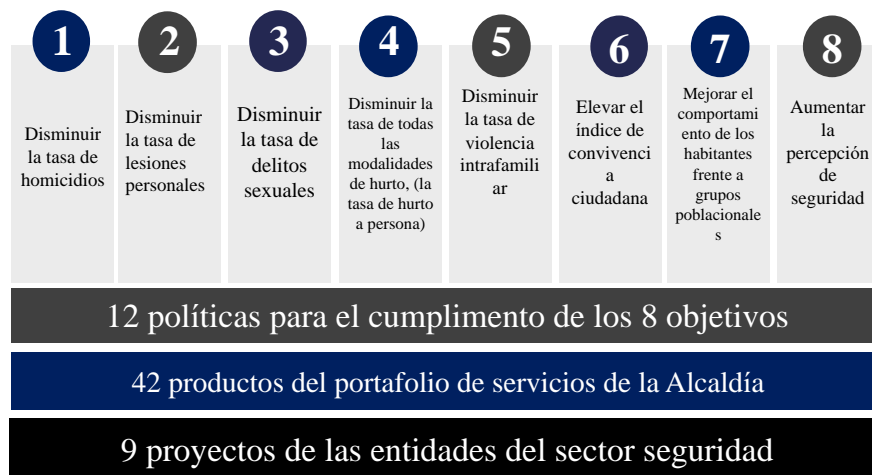 1
Disminuir
la tasa de
homicidios
2
Disminuir
la tasa de
lesiones
personales
3
Disminuir
la tasa de
delitos
sexuales
4
Disminuir la
tasa de todas
las
modalidades
de hurto, (la
tasa de hurto
a persona)
5
Disminuir
la tasa de
violencia
intrafamili
ar
6
Elevar el
índice de
convivenci
a
ciudadana
7
Mejorar el
comportami
ento de los
habitantes
frente a
grupos
poblacionale
s
8
Aumentar
la
percepción
de
seguridad
12 políticas para el cumplimento de los 8 objetivos
42 productos del portafolio de servicios de la Alcaldía
9 proyectos de las entidades del sector seguridad